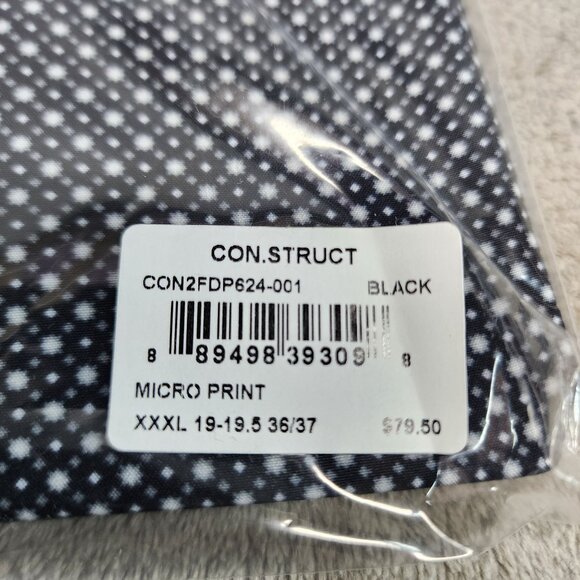 CON.STRUCT
CON2FDP624-001 BLACK
8 89498 39309 8
MICRO PRINT
XXXL 19-19.5 36/37 $79.50